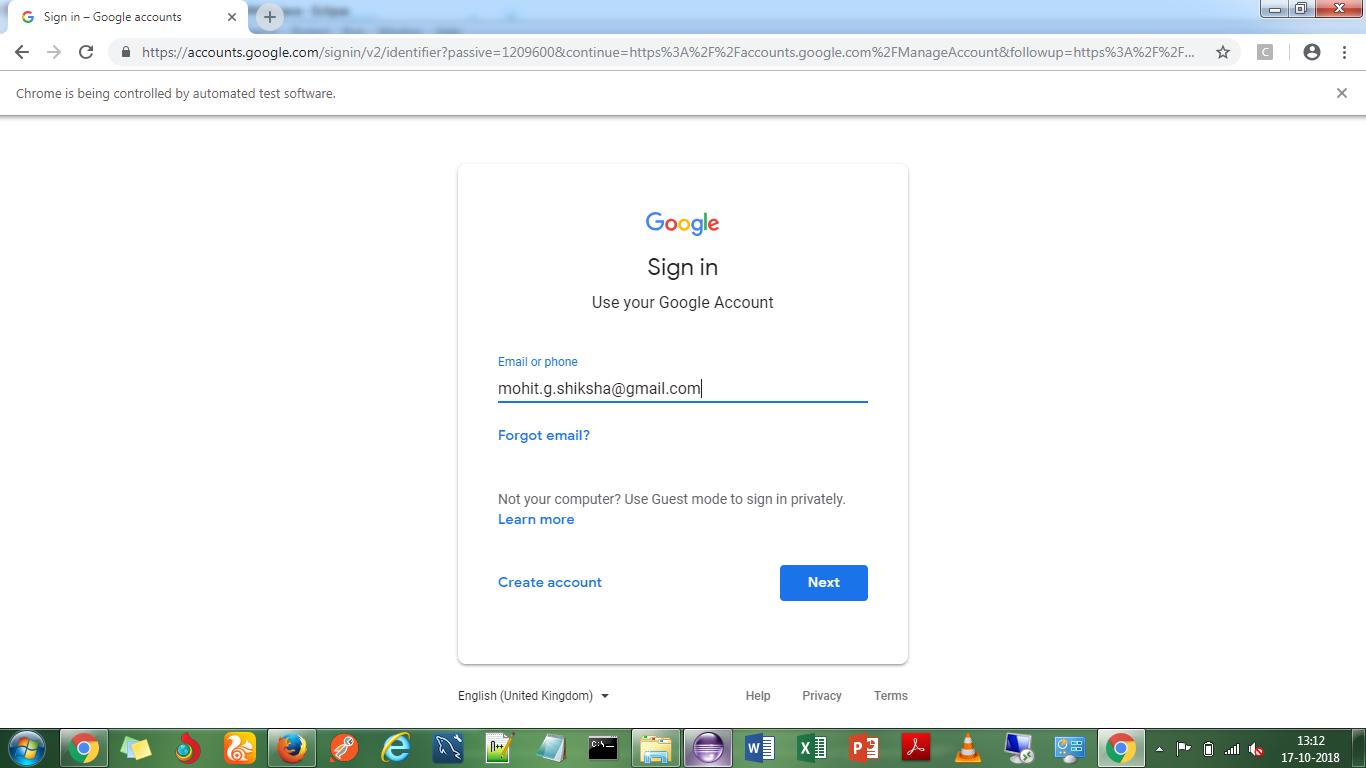 Sign in – Google accounts
https://accounts.google.com/signin/v2/identifier?passive=1209600&continue=https%3A%2F%2Faccounts.google.com%2FManageAccount&followup=https%3A%2F%2F...
Chrome is being controlled by automated test software.
Google
Sign in
Use your Google Account
Email or phone
mohit.g.shiksha@gmail.com
Forgot email?
Not your computer? Use Guest mode to sign in privately.
Learn more
Create account Next
English (United Kingdom) Help Privacy Terms
13:12
17-10-2018